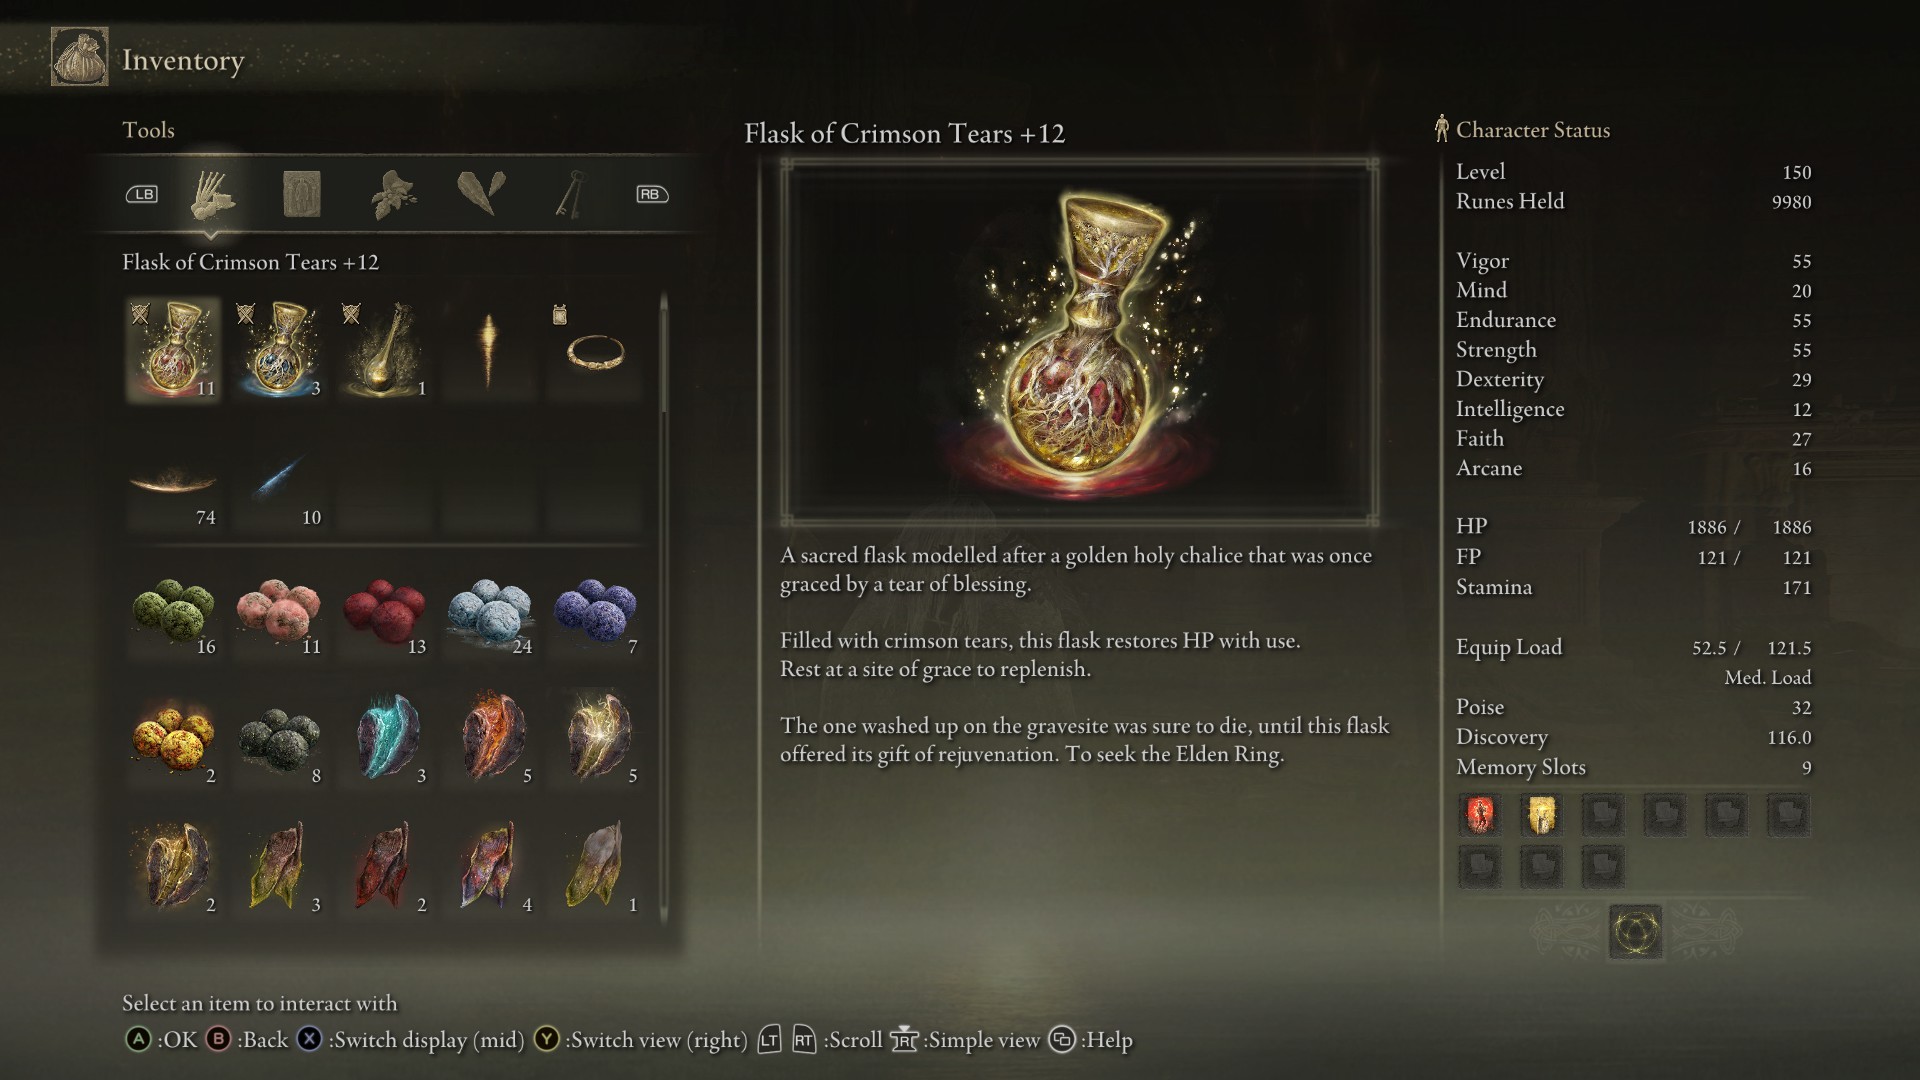 Inventory
Tools
LB
RB
Flask of Crimson Tears +12
11
3
1
74
10
16
11
13
24
7
2
8
3
5
5
2
3
2
4
1
Flask of Crimson Tears +12
A sacred flask modelled after a golden holy chalice that was once
graced by a tear of blessing.
Filled with crimson tears, this flask restores HP with use.
Rest at a site of grace to replenish.
The one washed up on the gravesite was sure to die, until this flask
offered its gift of rejuvenation. To seek the Elden Ring.
Character Status
Level 150
Runes Held 9980
Vigor 55
Mind 20
Endurance 55
Strength 55
Dexterity 29
Intelligence 12
Faith 27
Arcane 16
HP 1886 / 1886
FP 121 / 121
Stamina 171
Equip Load 52.5 / 121.5
Med. Load
Poise 32
Discovery 116.0
Memory Slots 9
Select an item to interact with
A :OK B :Back X :Switch display (mid) Y :Switch view (right) LT RT :Scroll R :Simple view :Help